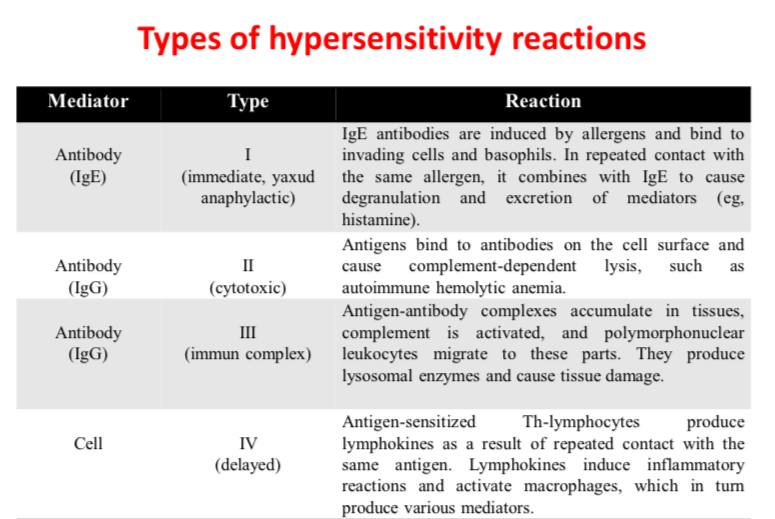 Types of hypersensitivity reactions
Mediator Type Reaction
Antibody
(IgE)
I
(immediate, yaxud
anaphylactic)
IgE antibodies are induced by allergens and bind to
invading cells and basophils. In repeated contact with
the same allergen, it combines with IgE to cause
degranulation and excretion of mediators (eg,
histamine).
Antibody
(IgG)
II
(cytotoxic)
Antigens bind to antibodies on the cell surface and
cause complement-dependent lysis, such as
autoimmune hemolytic anemia.
Antibody
(IgG)
III
(immun complex)
Antigen-antibody complexes accumulate in tissues,
complement is activated, and polymorphonuclear
leukocytes migrate to these parts. They produce
lysosomal enzymes and cause tissue damage.
Cell
IV
(delayed)
Antigen-sensitized Th-lymphocytes produce
lymphokines as a result of repeated contact with the
same antigen. Lymphokines induce inflammatory
reactions and activate macrophages, which in turn
produce various mediators.